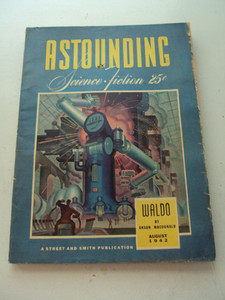 ASTOUNDING
Science-fiction 25¢
WALDO
BY
ANSON MACDONALD
AUGUST
1942
A STREET AND SMITH PUBLICATION